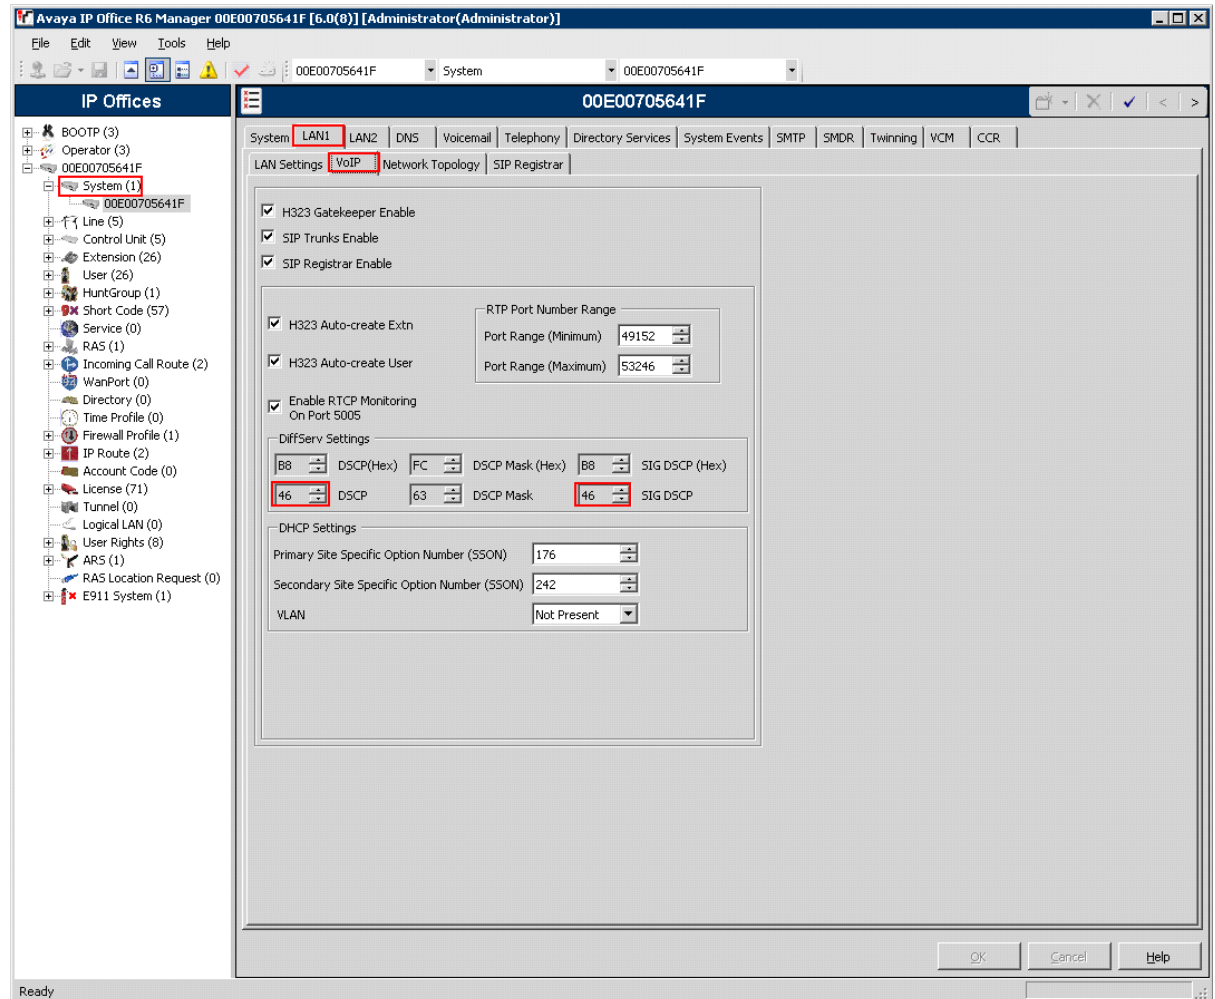 Avaya IP Office R6 Manager 00E00705641F [6.0(8)] [Administrator(Administrator)]
File Edit View Tools Help
00E00705641F System 00E00705641F
IP Offices
00E00705641F
BOOTP (3)
Operator (3)
00E00705641F
System (1)
00E00705641F
Line (5)
Control Unit (5)
Extension (26)
User (26)
HuntGroup (1)
Short Code (57)
Service (0)
RAS (1)
Incoming Call Route (2)
WanPort (0)
Directory (0)
Time Profile (0)
Firewall Profile (1)
IP Route (2)
Account Code (0)
License (71)
Tunnel (0)
Logical LAN (0)
User Rights (8)
ARS (1)
RAS Location Request (0)
E911 System (1)
System LAN1 LAN2 DNS Voicemail Telephony Directory Services System Events SMTP SMDR Twinning VCM CCR
LAN Settings VoIP Network Topology SIP Registrar
H323 Gatekeeper Enable
SIP Trunks Enable
SIP Registrar Enable
H323 Auto-create Extn
H323 Auto-create User
RTP Port Number Range
Port Range (Minimum) 49152
Port Range (Maximum) 53246
Enable RTCP Monitoring
On Port 5005
DiffServ Settings
B8 DSCP(Hex) FC DSCP Mask (Hex) B8 SIG DSCP (Hex)
46 DSCP 63 DSCP Mask 46 SIG DSCP
DHCP Settings
Primary Site Specific Option Number (SSON) 176
Secondary Site Specific Option Number (SSON) 242
VLAN Not Present
OK Cancel Help
Ready